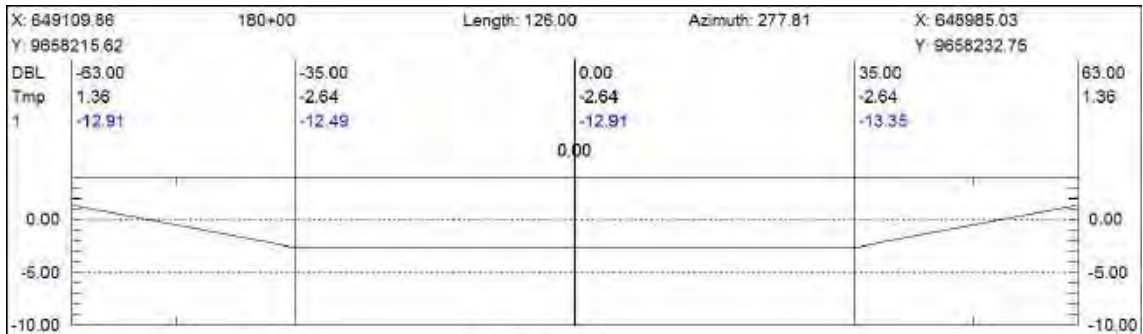 X: 649109.86 180+00 Length: 126.00 Azimuth: 277.81 X: 648985.03
Y: 9658215.62 Y: 9658232.75
DBL -63.00 -35.00 0.00 35.00 63.00
Tmp 1.36 -2.64 -2.64 -2.64 1.36
1 -12.91 -12.49 -12.91 -13.35
0.00
0.00 0.00
-5.00 -5.00
-10.00 -10.00